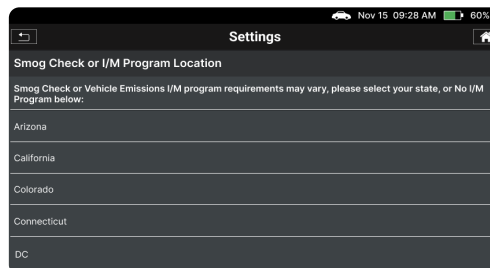 Nov 15 09:28 AM 60%
Settings
Smog Check or I/M Program Location
Smog Check or Vehicle Emissions I/M program requirements may vary, please select your state, or No I/M
Program below:
Arizona
California
Colorado
Connecticut
DC